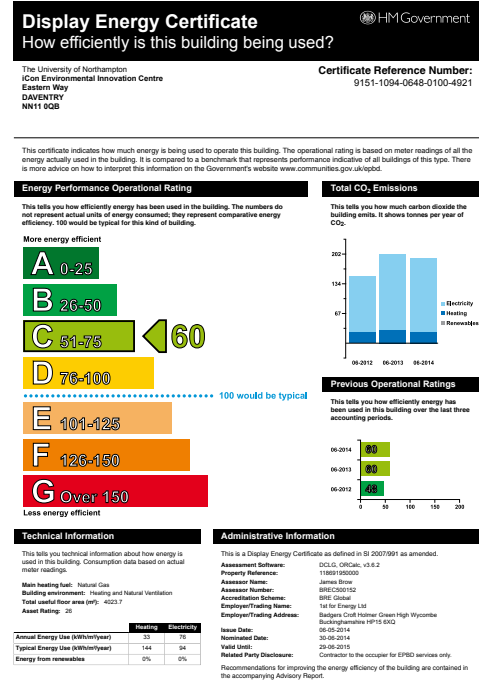 Display Energy Certificate
How efficiently is this building being used?
HM Government
The University of Northampton
iCon Environmental Innovation Centre
Eastern Way
DAVENTRY
NN11 0QB
Certificate Reference Number:
9151-1094-0648-0100-4921
This certificate indicates how much energy is being used to operate this building. The operational rating is based on meter readings of all the
energy actually used in the building. It is compared to a benchmark that represents performance indicative of all buildings of this type. There
is more advice on how to interpret this information on the Government's website www.communities.gov.uk/epbd.
Energy Performance Operational Rating
This tells you how efficiently energy has been used in the building. The numbers do
not represent actual units of energy consumed; they represent comparative energy
efficiency. 100 would be typical for this kind of building.
More energy efficient
A 0-25
B 26-50
C 51-75
60
D 76-100
100 would be typical
E 101-125
F 126-150
G Over 150
Less energy efficient
Total CO2 Emissions
This tells you how much carbon dioxide the
building emits. It shows tonnes per year of
CO2.
202
134
67
Electricity
Heating
Renewables
06-2012 06-2013 06-2014
Previous Operational Ratings
This tells you how efficiently energy has
been used in this building over the last three
accounting periods.
06-2014 60
06-2013 60
06-2012 48
0 50 100 150 200
Technical Information
This tells you technical information about how energy is
used in this building. Consumption data based on actual
meter readings.
Main heating fuel: Natural Gas
Building environment: Heating and Natural Ventilation
Total useful floor area (m²): 4023.7
Asset Rating: 26
Heating Electricity
Annual Energy Use (kWh/m²/year) 33 76
Typical Energy Use (kWh/m²/year) 144 94
Energy from renewables 0% 0%
Administrative Information
This is a Display Energy Certificate as defined in SI 2007/991 as amended.
Assessment Software: DCLG, ORCalc, v3.6.2
Property Reference: 118691950000
Assessor Name: James Brow
Assessor Number: BREC500152
Accreditation Scheme: BRE Global
Employer/Trading Name: 1st for Energy Ltd
Employer/Trading Address: Badgers Croft Holmer Green High Wycombe
Buckinghamshire HP15 6XQ
Issue Date: 06-05-2014
Nominated Date: 30-06-2014
Valid Until: 29-06-2015
Related Party Disclosure: Contractor to the occupier for EPBD services only.
Recommendations for improving the energy efficiency of the building are contained in
the accompanying Advisory Report.